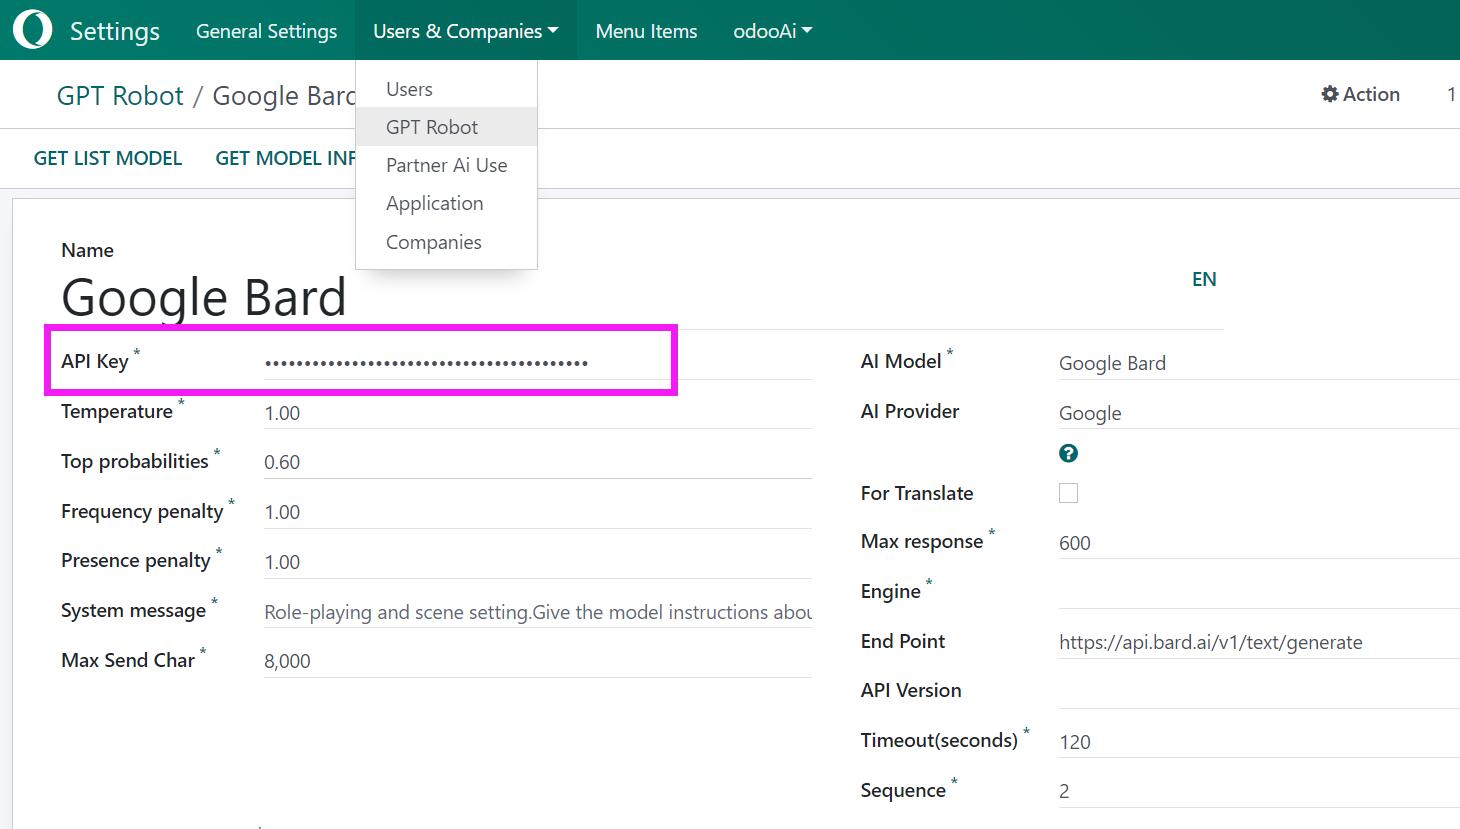 Settings General Settings Users & Companies Menu Items odooAi
Users
GPT Robot / Google Bard Action 1
GPT Robot
GET LIST MODEL GET MODEL INF
Partner Ai Use
Application
Companies
Name
Google Bard EN
API Key * ••••••••••••••••••••••••••••••••••••••••• AI Model * Google Bard
Temperature * 1.00 AI Provider Google
?
Top probabilities * 0.60
For Translate
Frequency penalty * 1.00
Max response * 600
Presence penalty * 1.00
Engine *
System message * Role-playing and scene setting.Give the model instructions abou
End Point https://api.bard.ai/v1/text/generate
Max Send Char * 8,000
API Version
Timeout(seconds) * 120
Sequence * 2